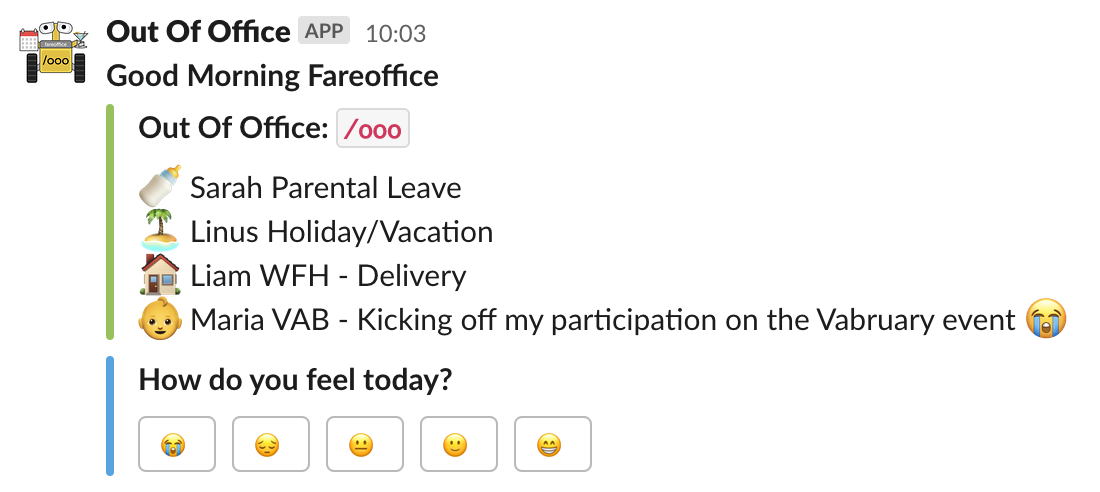 Out Of Office APP 10:03
fareoffice
/ooo
Good Morning Fareoffice
Out Of Office: /ooo
🍼 Sarah Parental Leave
🏝️ Linus Holiday/Vacation
🏠 Liam WFH - Delivery
👶 Maria VAB - Kicking off my participation on the Vabruary event 😭
How do you feel today?
😭 😔 😐 🙂 😁